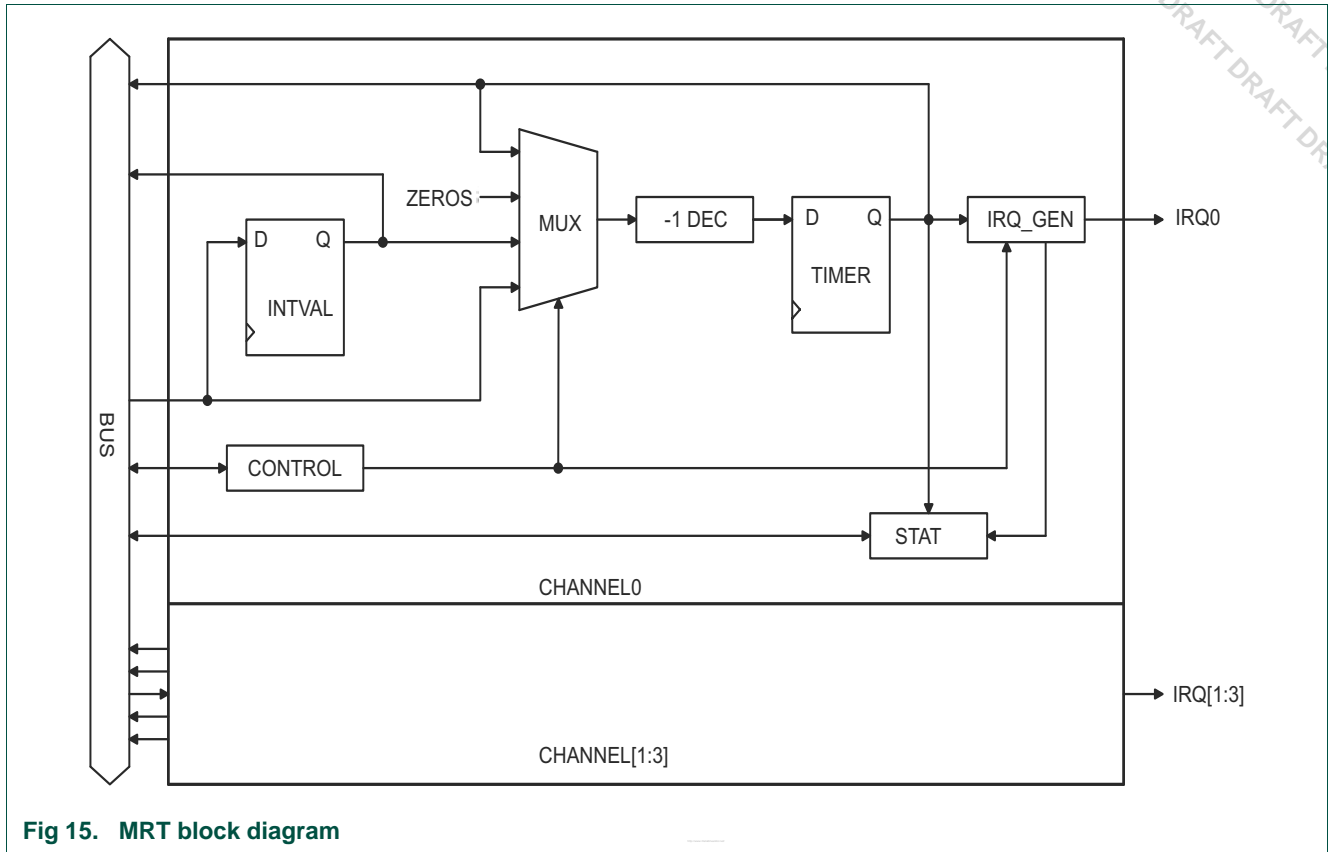 DRAFT DRAFT DR
DRAFT
ZEROS
MUX
-1 DEC
D Q
TIMER
IRQ_GEN
IRQ0
D Q
INTVAL
BUS
CONTROL
STAT
CHANNEL0
IRQ[1:3]
CHANNEL[1:3]
Fig 15. MRT block diagram